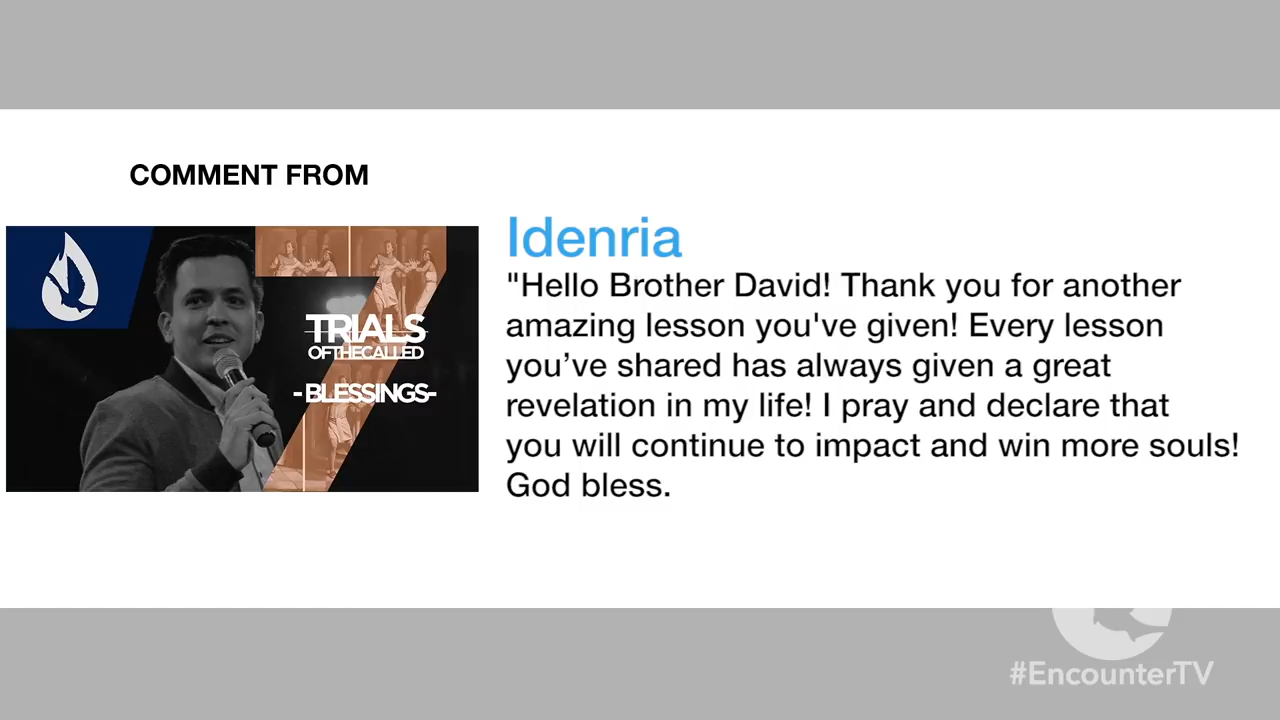 COMMENT FROM
TRIALS
OFTHECALLED
-BLESSINGS-
Idenria
"Hello Brother David! Thank you for another
amazing lesson you've given! Every lesson
you’ve shared has always given a great
revelation in my life! I pray and declare that
you will continue to impact and win more souls!
God bless.
#EncounterTV